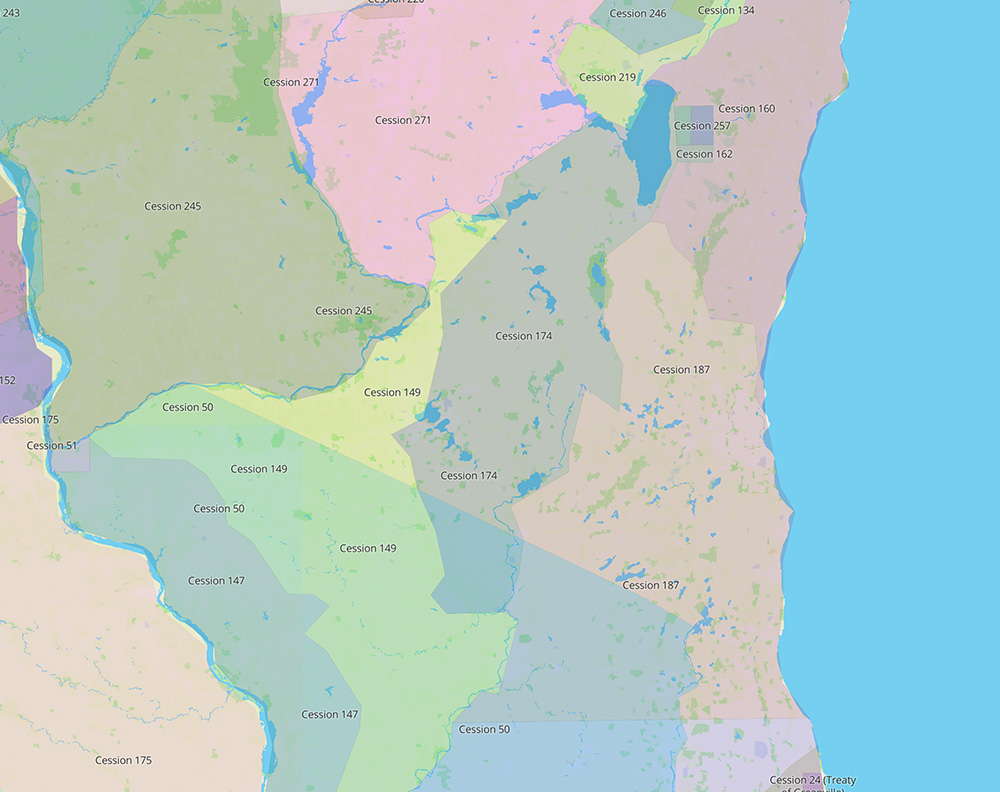 243
Cession 246
Cession 134
Cession 219
Cession 271
Cession 271
Cession 160
Cession 257
Cession 162
Cession 245
Cession 245
Cession 174
Cession 187
152
Cession 149
Cession 50
Cession 175
Cession 51
Cession 149
Cession 174
Cession 50
Cession 149
Cession 147
Cession 187
Cession 147
Cession 50
Cession 175
Cession 24 (Treaty